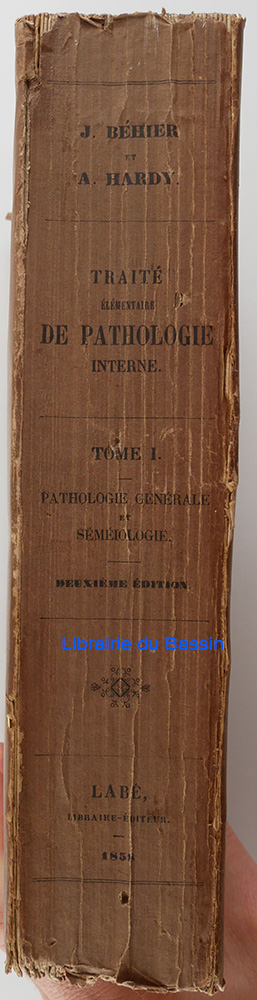 J. BÉHIER
ET
A. HARDY.
TRAITÉ
ÉLÉMENTAIRE
DE PATHOLOGIE
INTERNE.
TOME I.
PATHOLOGIE GÉNÉRALE
ET
SÉMÉIOLOGIE.
DEUXIÈME ÉDITION.
Librairie du Bassin
LABÉ,
LIBRAIRE-ÉDITEUR.
1858